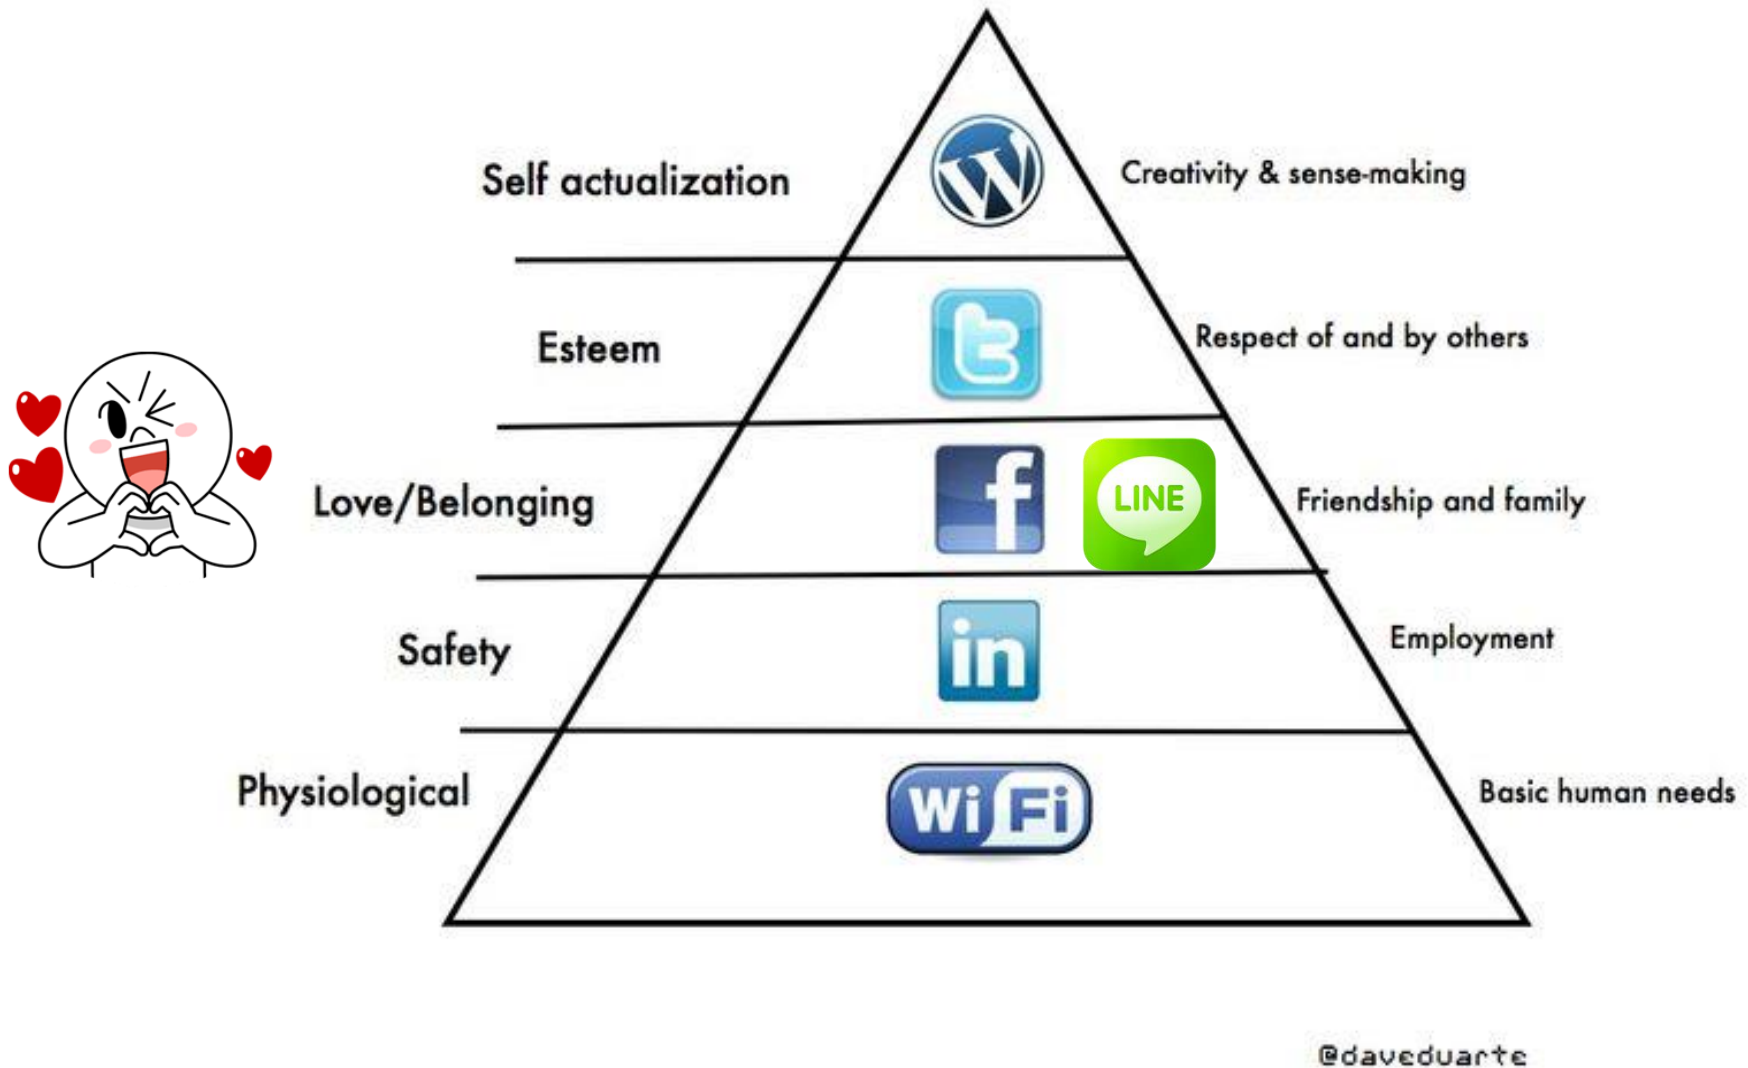 Self actualization
Creativity & sense-making
Esteem
t
Respect of and by others
Love/Belonging
f
LINE
Friendship and family
Safety
in
Employment
Physiological
Wi Fi
Basic human needs
@daveduarte